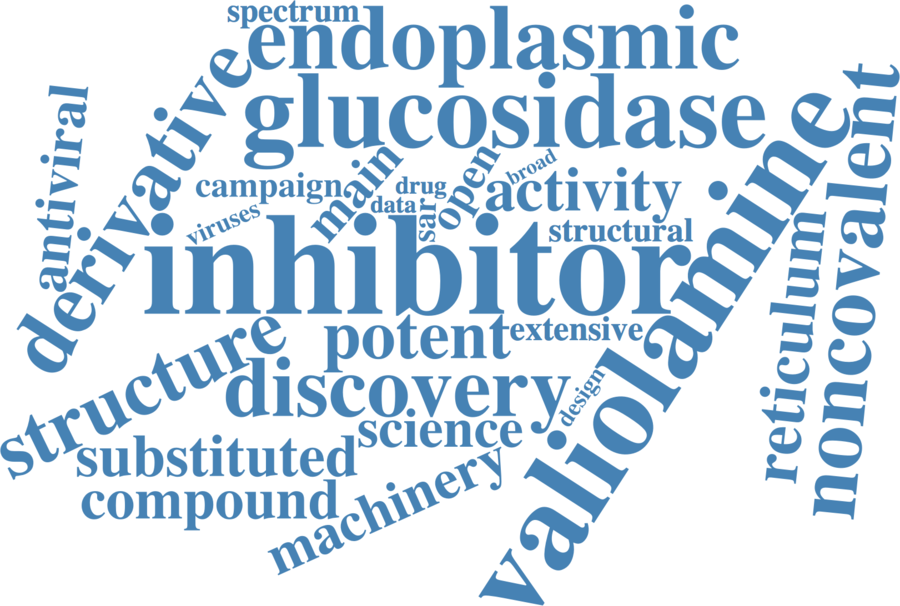 spectrum
endoplasmic
glucosidase
antiviral
derivative
valiolamine
noncovalent
campaign
main
drug
data
sar
open
broad
activity
viruses
inhibitor
structural
reticulum
potent
extensive
structure
discovery
design
science
substituted
compound
machinery